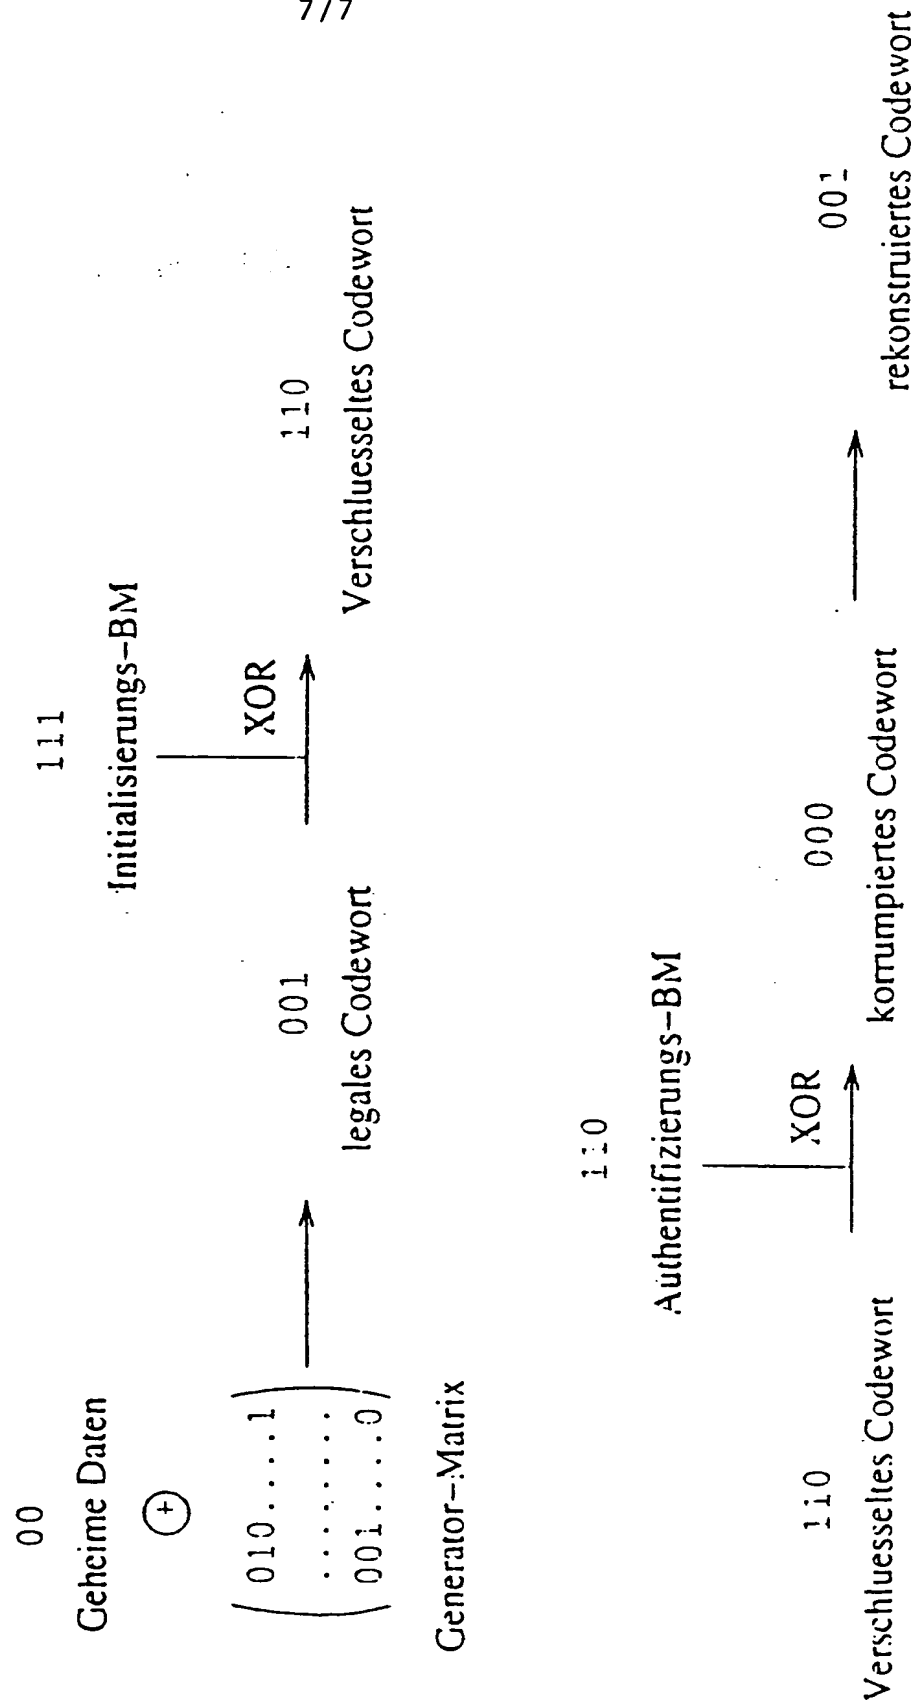 7/7
00
Geheime Daten
+
010.....1
........
001.....0
Generator-Matrix
001
legales Codewort
111
Initialisierungs-BM
XOR
110
Verschluesseltes Codewort
110
Verschluesseltes Codewort
110
Authentifizierungs-BM
XOR
000
korrumpiertes Codewort
001
rekonstruiertes Codewort